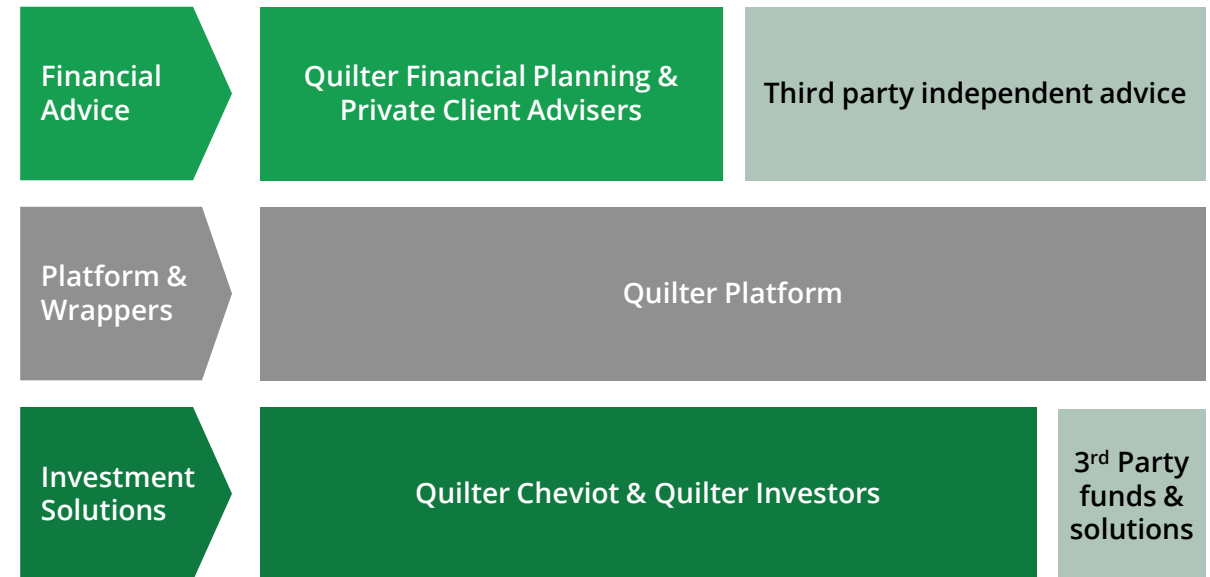 Financial
Advice
Quilter Financial Planning &
Private Client Advisers
Third party independent advice
Platform &
Wrappers
Quilter Platform
Investment
Solutions
Quilter Cheviot & Quilter Investors
3rd Party
funds &
solutions